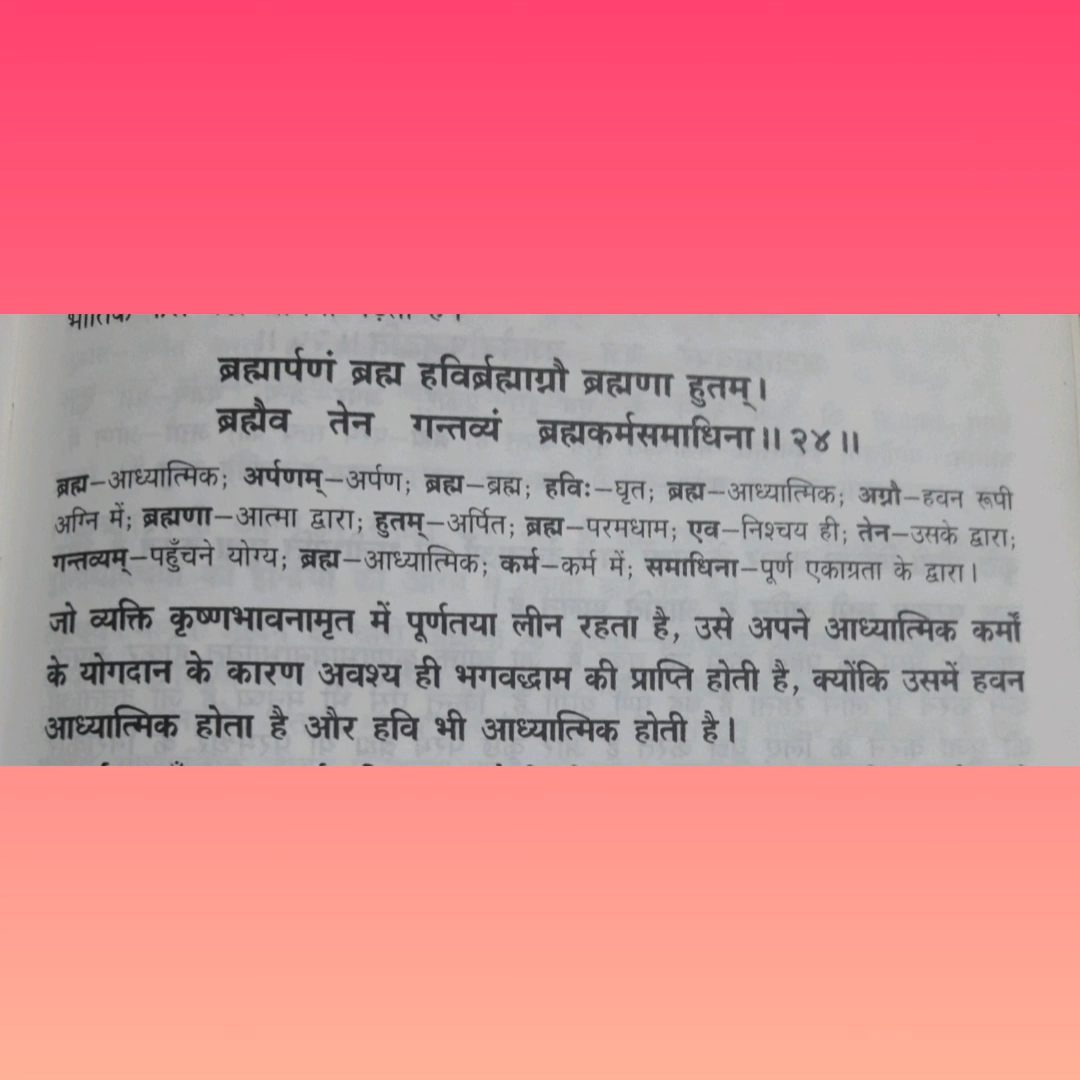 ब्रह्मार्पणं ब्रह्म हविर्ब्रह्माग्नौ ब्रह्मणा हुतम्।
ब्रह्मैव तेन गन्तव्यं ब्रह्मकर्मसमाधिना॥ २४॥
ब्रह्म–आध्यात्मिक; अर्पणम्–अर्पण; ब्रह्म–ब्रह्म; हविः–घृत; ब्रह्म–आध्यात्मिक; अग्नौ–हवन रूपी
अग्नि में; ब्रह्मणा–आत्मा द्वारा; हुतम्–अर्पित; ब्रह्म–परमधाम; एव–निश्चय ही; तेन–उसके द्वारा;
गन्तव्यम्–पहुँचने योग्य; ब्रह्म–आध्यात्मिक; कर्म–कर्म में; समाधिना–पूर्ण एकाग्रता के द्वारा।
जो व्यक्ति कृष्णभावनामृत में पूर्णतया लीन रहता है, उसे अपने आध्यात्मिक कर्मों
के योगदान के कारण अवश्य ही भगवद्धाम की प्राप्ति होती है, क्योंकि उसमें हवन
आध्यात्मिक होता है और हवि भी आध्यात्मिक होती है।